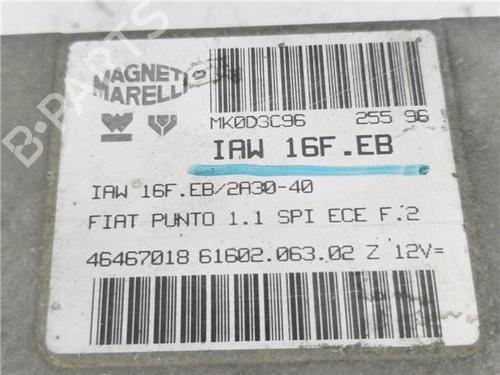 MAGNETI
MARELLI
MK0D3C96 255 96
IAW 16F.EB
IAW 16F.EB/2A30-40
FIAT PUNTO 1.1 SPI ECE F.2
46467018 61602.063.02 Z 12V=